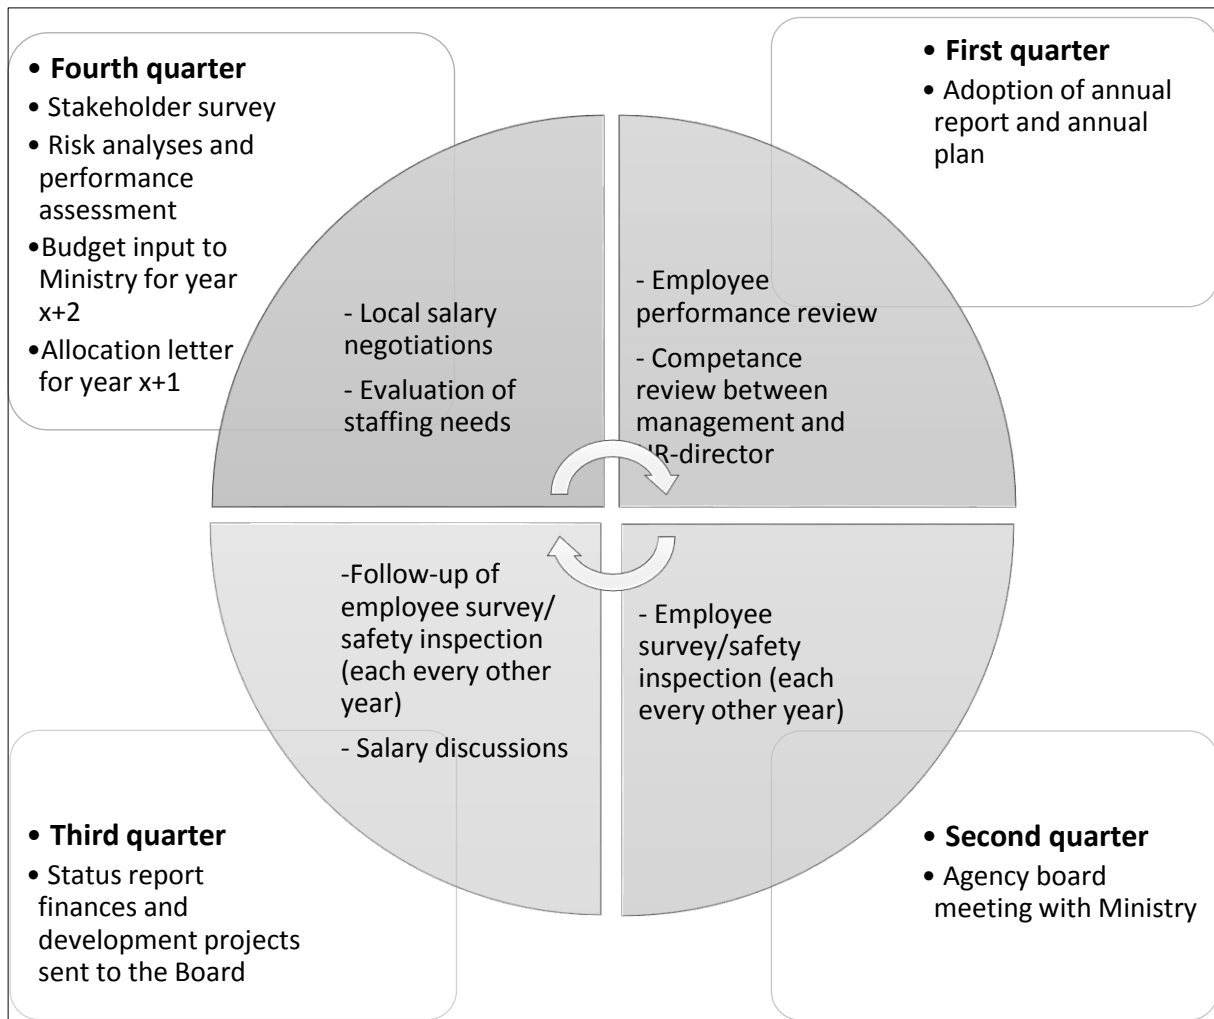 • Fourth quarter
• Stakeholder survey
• Risk analyses and
performance
assessment
•Budget input to
Ministry for year
x+2
•Allocation letter
for year x+1
• First quarter
• Adoption of annual
report and annual
plan
- Local salary
negotiations
- Evaluation of
staffing needs
- Employee
performance review
- Competance
review between
management and
HR-director
-Follow-up of
employee survey/
safety inspection
(each every other
year)
- Salary discussions
- Employee
survey/safety
inspection (each
every other year)
• Third quarter
• Status report
finances and
development projects
sent to the Board
• Second quarter
• Agency board
meeting with Ministry